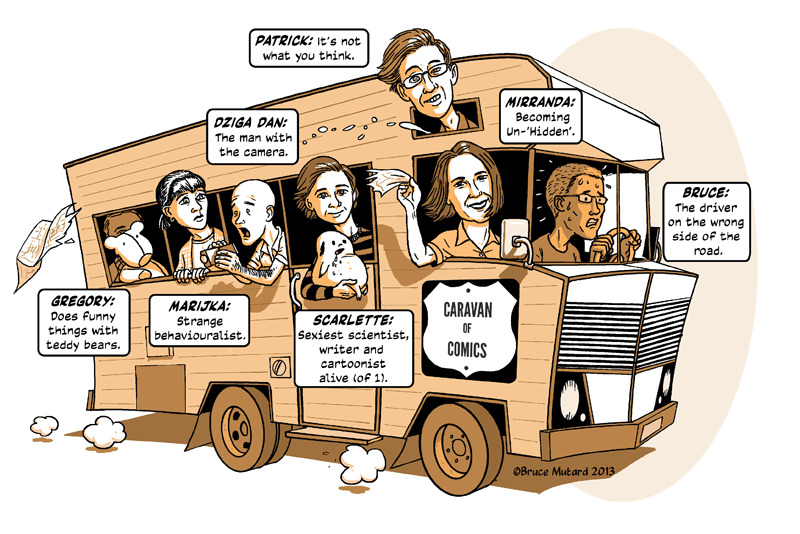 PATRICK: It's not
what you think.
DZIGA DAN:
The man with
the camera.
MIRRANDA:
Becoming
Un-'Hidden'.
BRUCE:
The driver
on the wrong
side of the
road.
GREGORY:
Does funny
things with
teddy bears.
MARIJKA:
Strange
behaviouralist.
SCARLETTE:
Sexiest scientist,
writer and
cartoonist
alive (of 1).
CARAVAN
OF
COMICS
©Bruce Mutard 2013